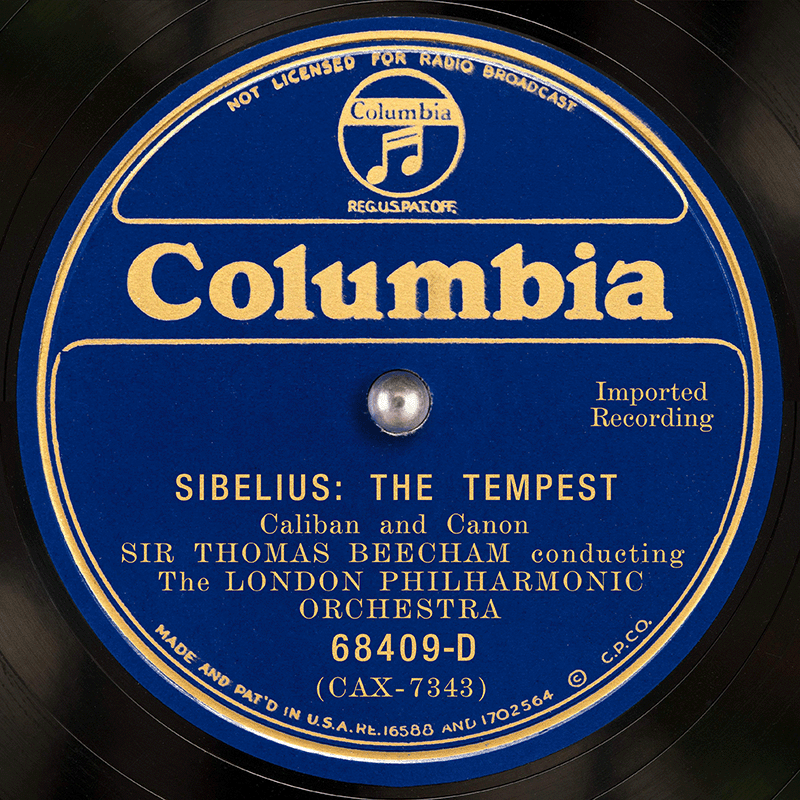 NOT LICENSED FOR RADIO BROADCAST
Columbia
REG.U.S.PAT.OFF.
Columbia
Imported
Recording
SIBELIUS: THE TEMPEST
Caliban and Canon
SIR THOMAS BEECHAM conducting
The LONDON PHILHARMONIC
ORCHESTRA
68409-D
(CAX-7343)
MADE AND PAT'D IN U.S.A. RE. 16588 AND 1702564 © C.P.CO.